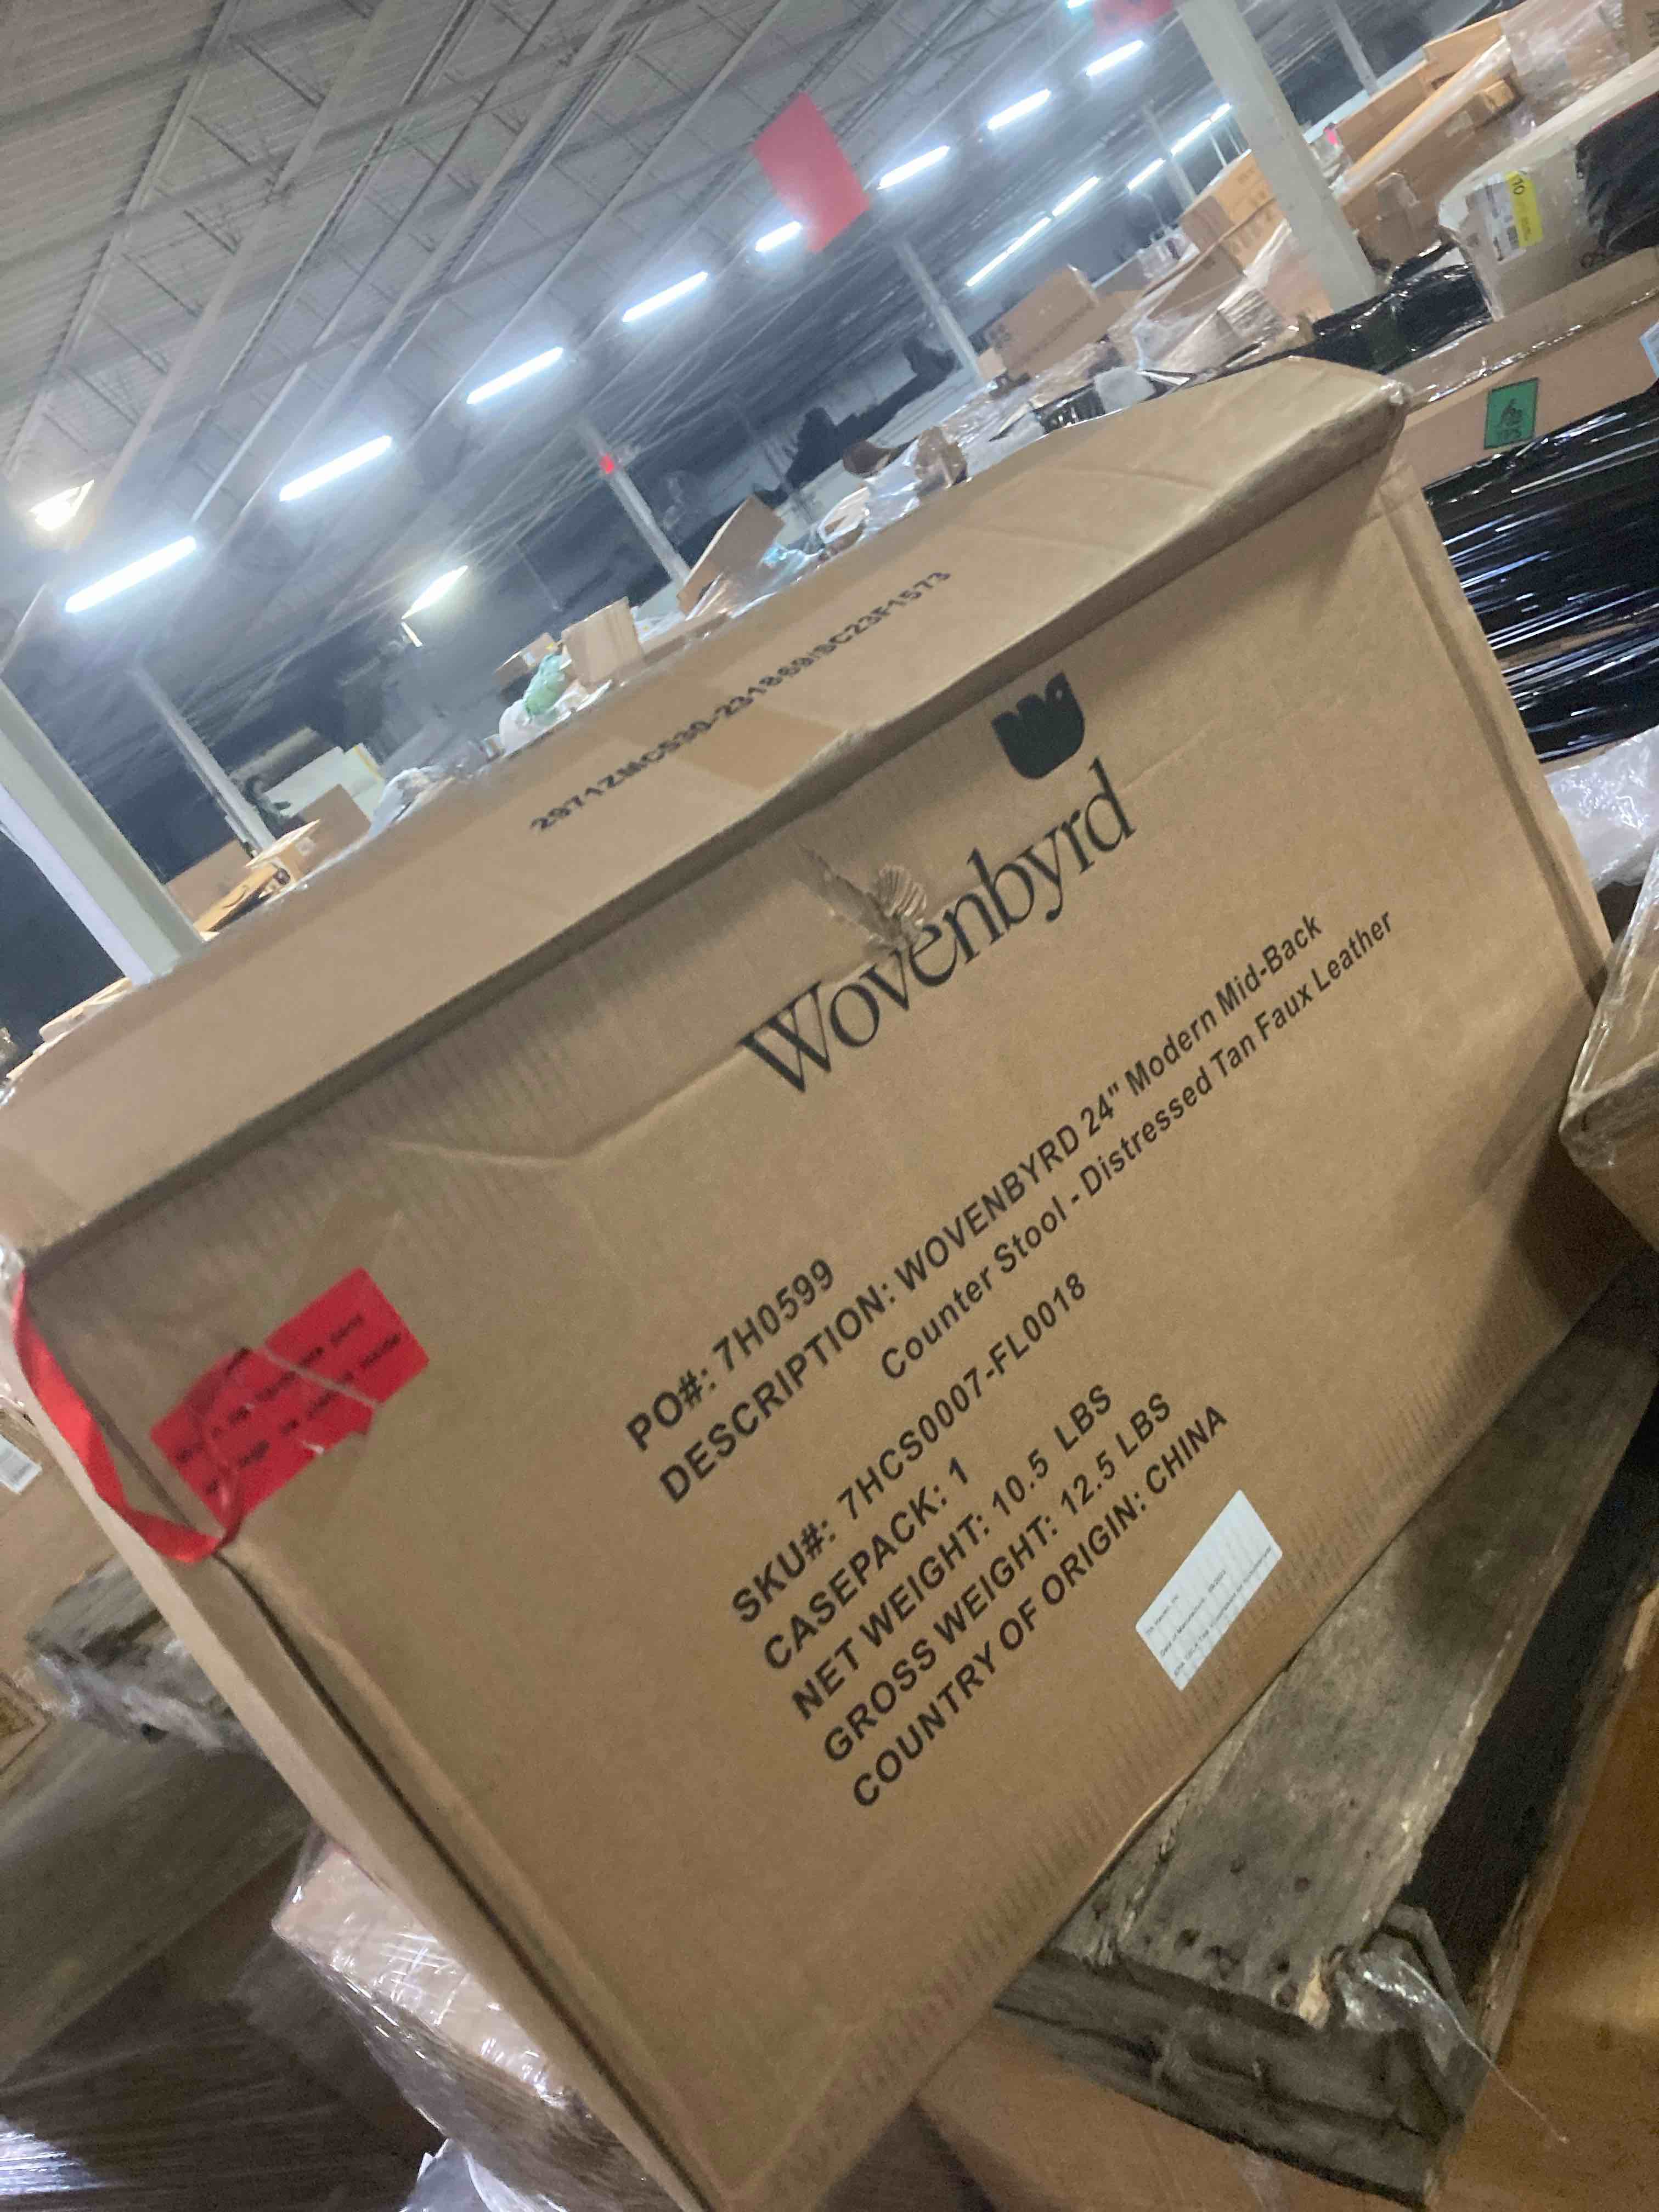 Wovenbyrd
PO#: 7H0599
DESCRIPTION: WOVENBYRD 24" Modern Mid-Back
Counter Stool - Distressed Tan Faux Leather
SKU#: 7HCS0007-FL0018
CASEPACK: 1
NET WEIGHT: 10.5 LBS
GROSS WEIGHT: 12.5 LBS
COUNTRY OF ORIGIN: CHINA